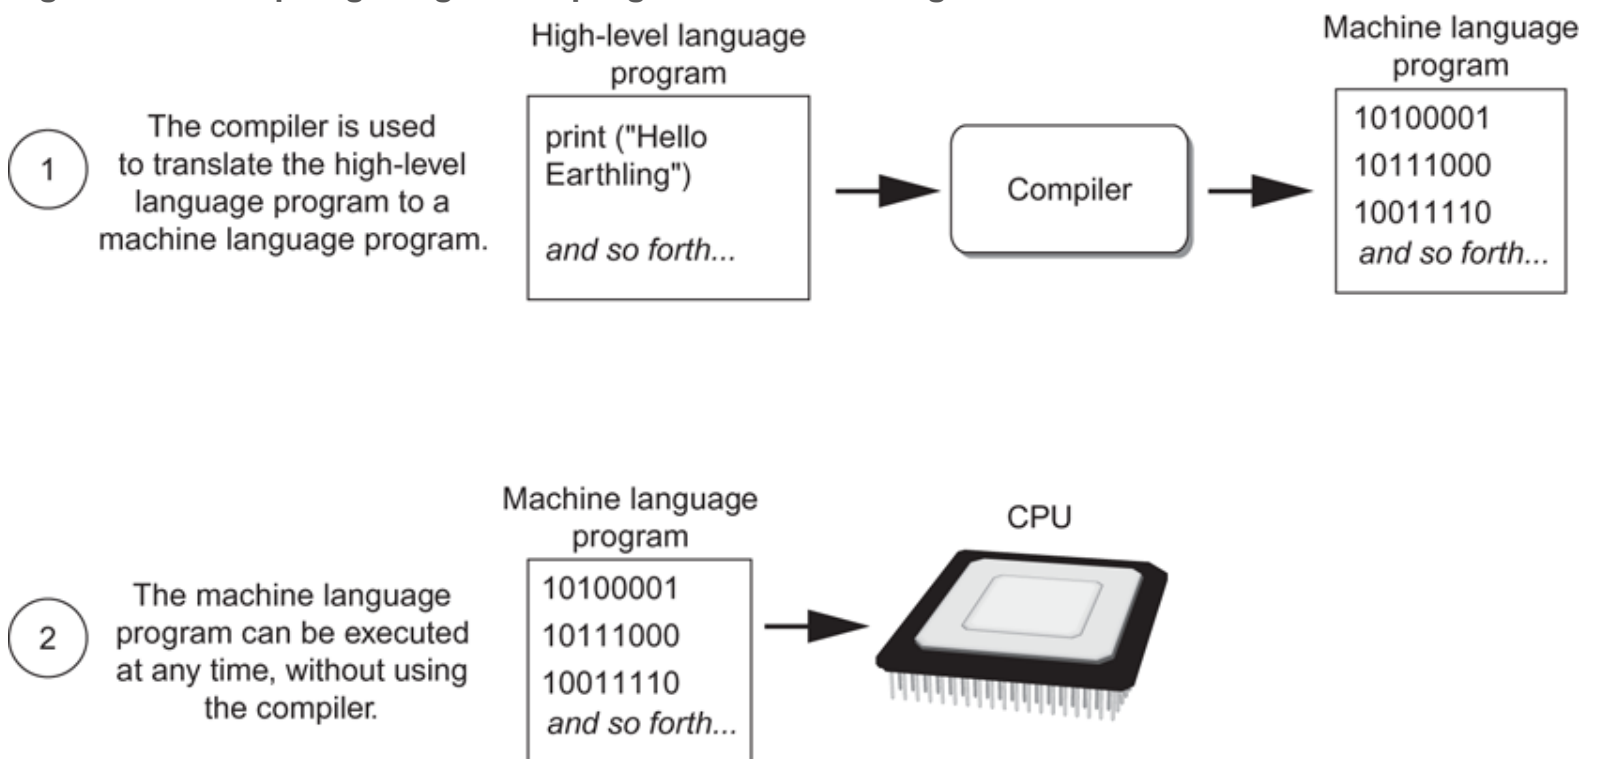 High-level language
program
Machine language
program
1
The compiler is used
to translate the high-level
language program to a
machine language program.
print ("Hello
Earthling")
and so forth...
Compiler
10100001
10111000
10011110
and so forth...
Machine language
program
CPU
2
The machine language
program can be executed
at any time, without using
the compiler.
10100001
10111000
10011110
and so forth...